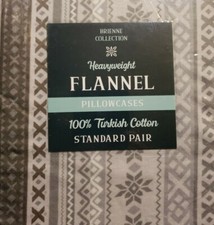 BRIENNE
COLLECTION
Heavyweight
FLANNEL
PILLOWCASES
100% Turkish Cotton
STANDARD PAIR